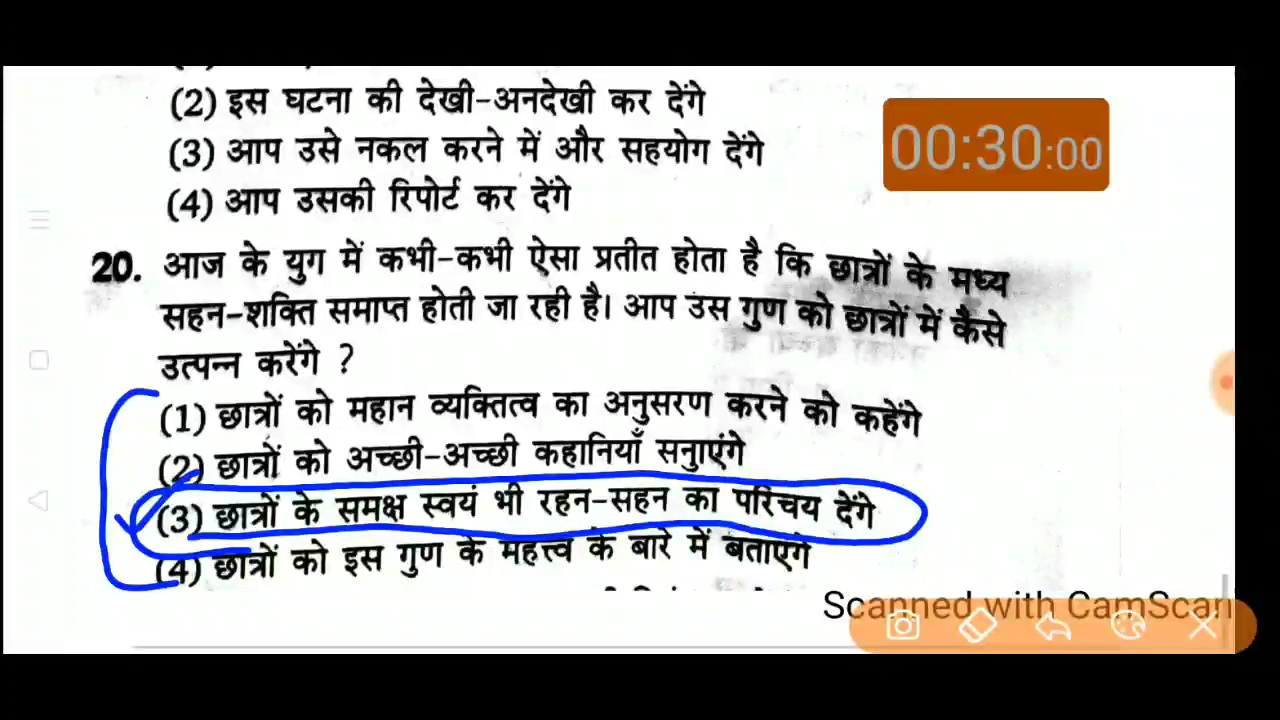 (2) इस घटना की देखी-अनदेखी कर देंगे
00:30:00
(3) आप उसे नकल करने में और सहयोग देंगे
(4) आप उसकी रिपोर्ट कर देंगे
20. आज के युग में कभी-कभी ऐसा प्रतीत होता है कि छात्रों के मध्य
सहन-शक्ति समाप्त होती जा रही है। आप उस गुण को छात्रों में कैसे
उत्पन्न करेंगे ?
(1) छात्रों को महान व्यक्तित्व का अनुसरण करने को कहेंगे
(2) छात्रों को अच्छी-अच्छी कहानियाँ सनुाएंगे
(3) छात्रों के समक्ष स्वयं भी रहन-सहन का परिचय देंगे
(4) छात्रों को इस गुण के महत्त्व के बारे में बताएगे
Scanned with CamScan